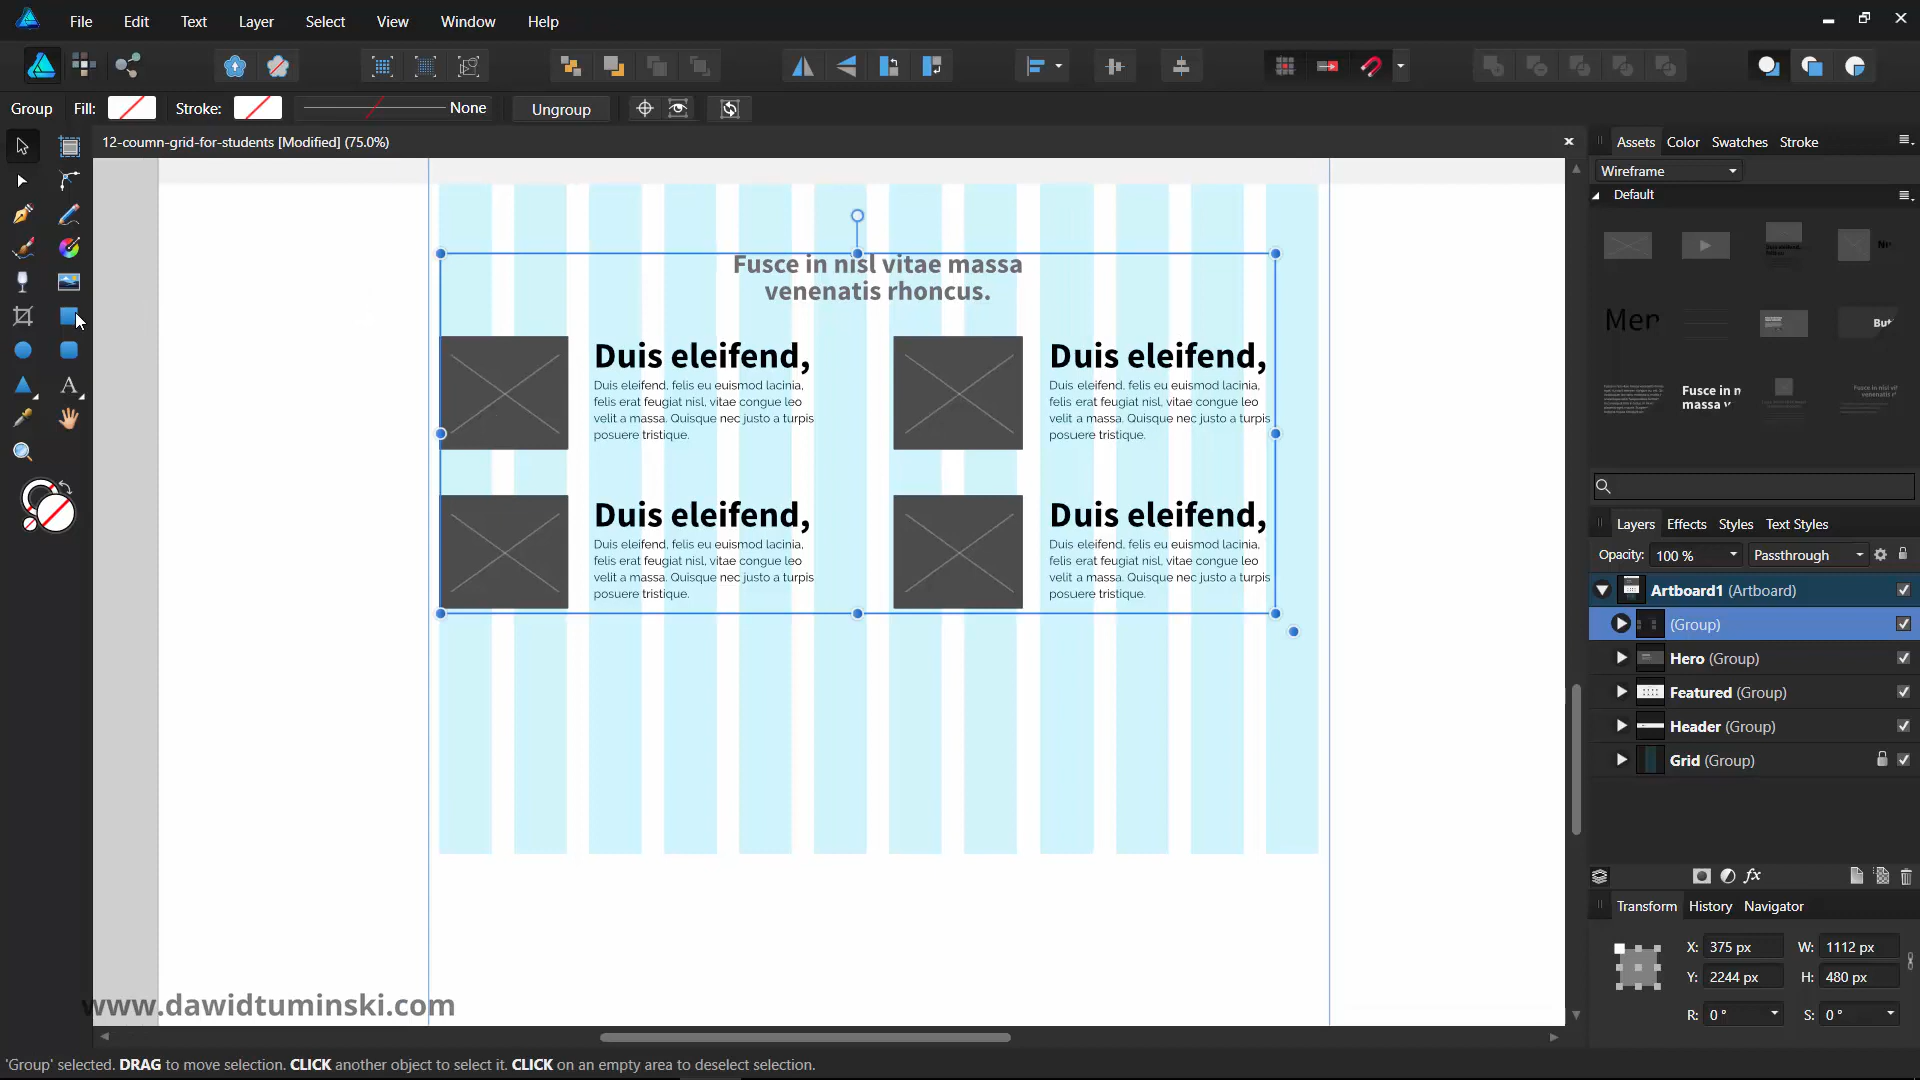 File Edit Text Layer Select View Window Help
Group Fill: Stroke: None Ungroup
12-coumn-grid-for-students [Modified] (75.0%)
Fusce in nisl vitae massa
venenatis rhoncus.
Duis eleifend,
Duis eleifend, felis eu euismod lacinia,
felis erat feugiat nisl, vitae congue leo
velit a massa. Quisque nec justo a turpis
posuere tristique.
Duis eleifend,
Duis eleifend, felis eu euismod lacinia,
felis erat feugiat nisl, vitae congue leo
velit a massa. Quisque nec justo a turpis
posuere tristique.
Duis eleifend,
Duis eleifend, felis eu euismod lacinia,
felis erat feugiat nisl, vitae congue leo
velit a massa. Quisque nec justo a turpis
posuere tristique.
Duis eleifend,
Duis eleifend, felis eu euismod lacinia,
felis erat feugiat nisl, vitae congue leo
velit a massa. Quisque nec justo a turpis
posuere tristique.
www.dawidtuminski.com
Assets Color Swatches Stroke
Wireframe
Default
Fusce in n
massa v
Layers Effects Styles Text Styles
Opacity: 100 % Passthrough
Artboard1 (Artboard)
(Group)
Hero (Group)
Featured (Group)
Header (Group)
Grid (Group)
Transform History Navigator
X: 375 px W: 1112 px
Y: 2244 px H: 480 px
R: 0 ° S: 0 °
'Group' selected. DRAG to move selection. CLICK another object to select it. CLICK on an empty area to deselect selection.